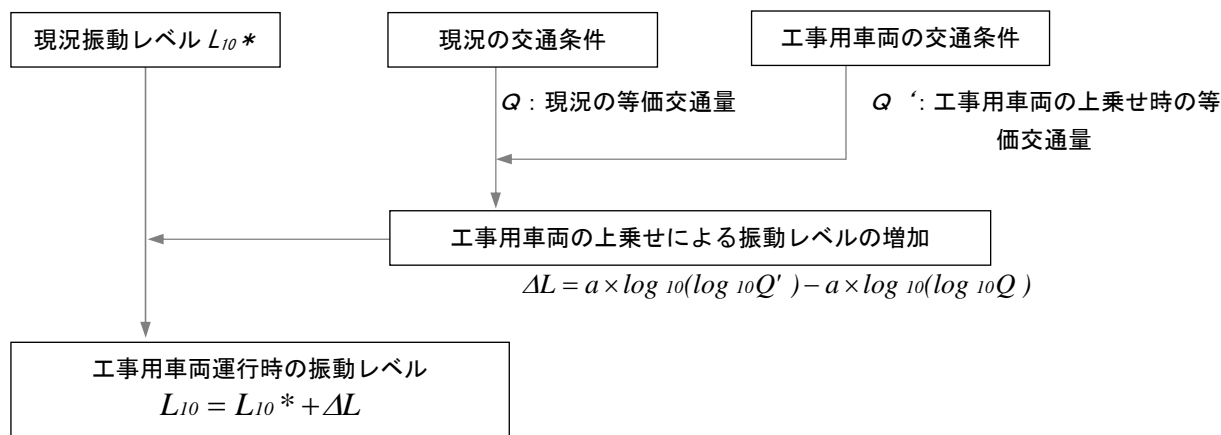 現況振動レベル L10*
現況の交通条件
工事用車両の交通条件
Q：現況の等価交通量
Q ‘：工事用車両の上乗せ時の等
価交通量
工事用車両の上乗せによる振動レベルの増加
ΔL = a × log 10(log 10Q' ) − a × log 10(log 10Q )
工事用車両運行時の振動レベル
L10 = L10 * + ΔL